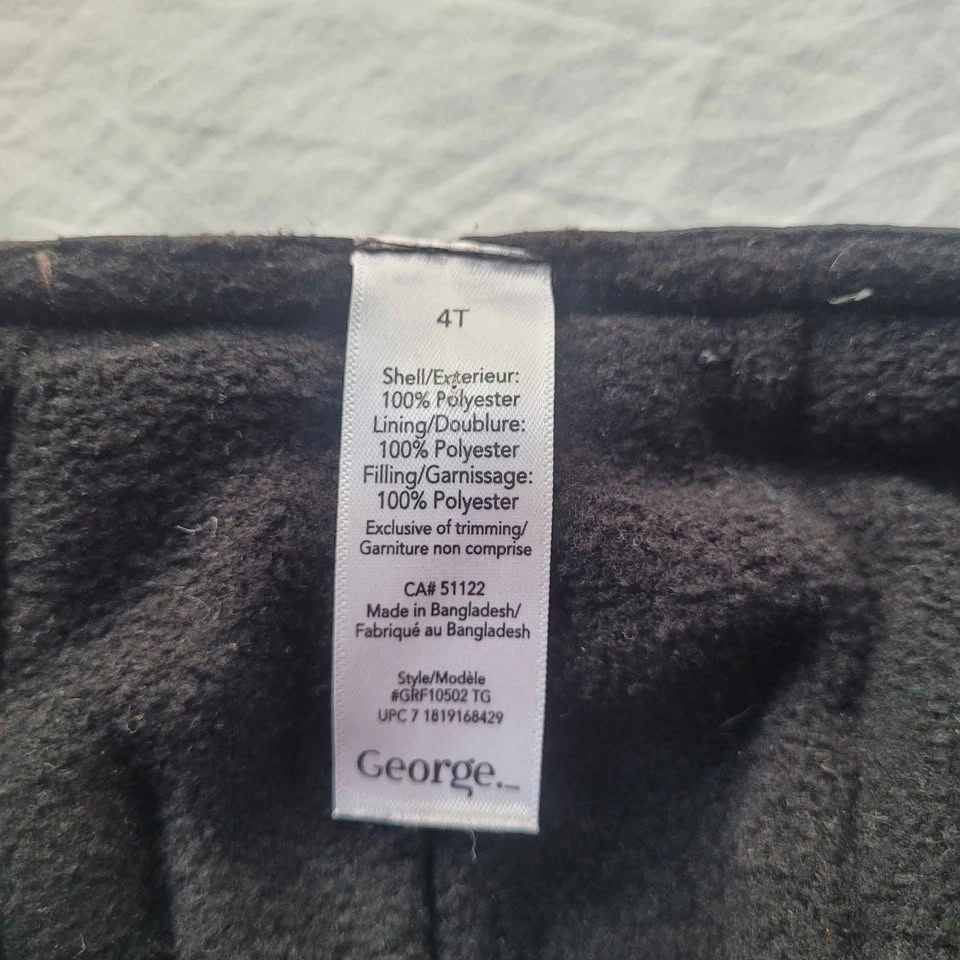 4T
Shell/Exterieur:
100% Polyester
Lining/Doublure:
100% Polyester
Filling/Garnissage:
100% Polyester
Exclusive of trimming/
Garniture non comprise
CA# 51122
Made in Bangladesh/
Fabriqué au Bangladesh
Style/Modèle
#GRF10502 TG
UPC 7 1819168429
George.